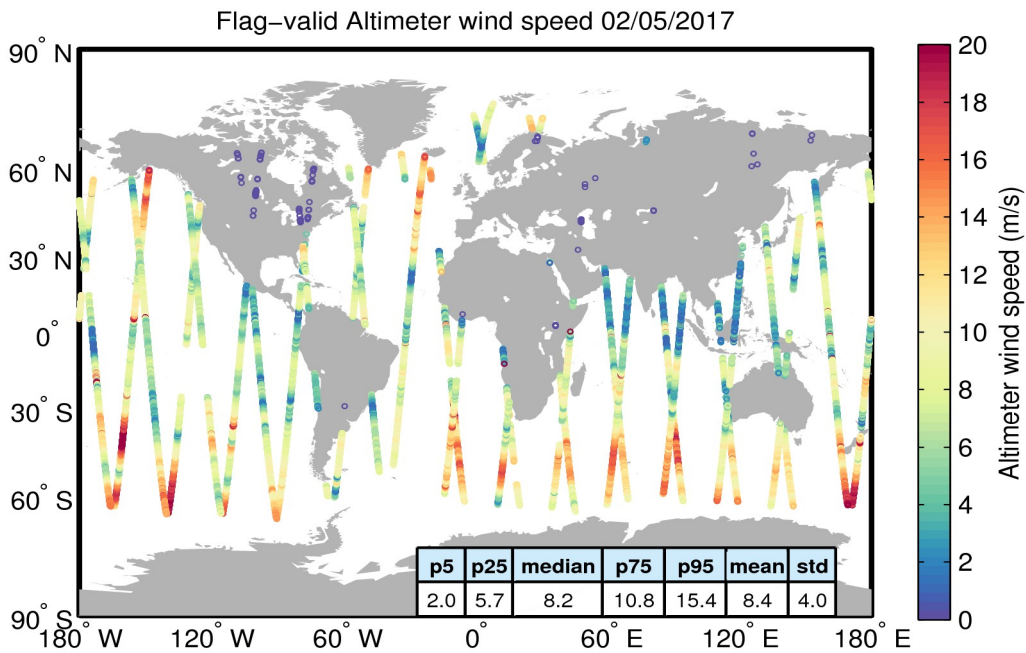 Flag−valid Altimeter wind speed 02/05/2017
90° N
60° N
30° N
0°
30° S
60° S
90° S
180° W
120° W
60° W
0°
60° E
120° E
180° E
p5 p25 median p75 p95 mean std
2.0 5.7 8.2 10.8 15.4 8.4 4.0
20
18
16
14
12
10
8
6
4
2
0
Altimeter wind speed (m/s)